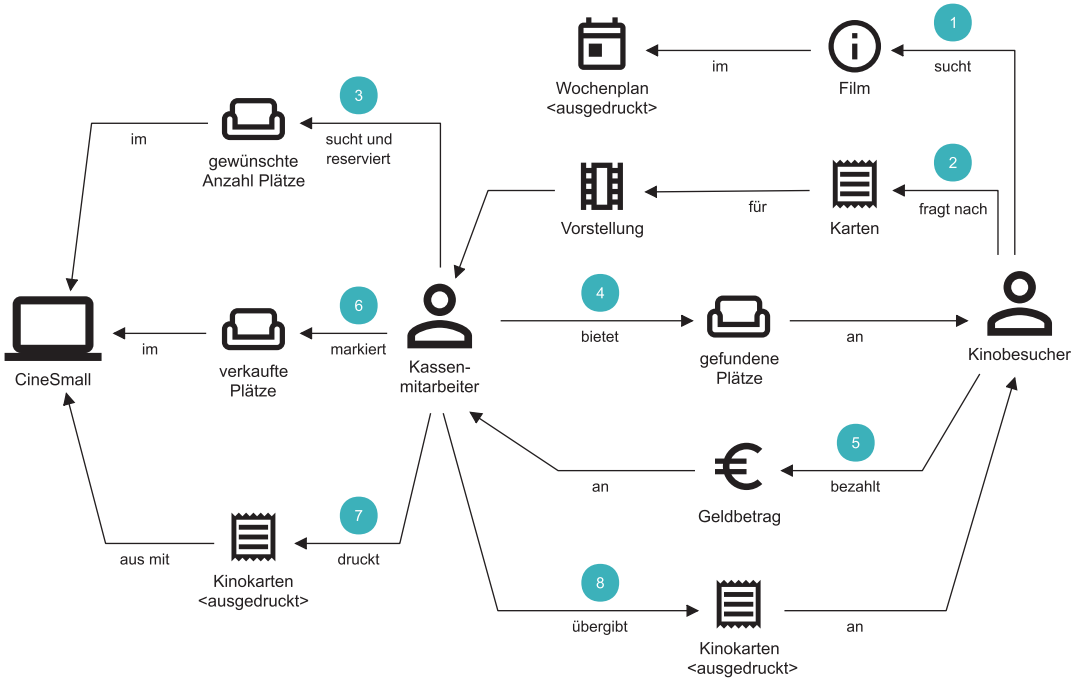 1
sucht
Film
im
Wochenplan
<ausgedruckt>
2
fragt nach
Karten
für
Vorstellung
3
sucht und
reserviert
gewünschte
Anzahl Plätze
im
4
bietet
gefundene
Plätze
an
Kinobesucher
Kassen-
mitarbeiter
6
markiert
verkaufte
Plätze
im
CineSmall
5
bezahlt
Geldbetrag
an
7
druckt
Kinokarten
<ausgedruckt>
aus mit
8
übergibt
Kinokarten
<ausgedruckt>
an